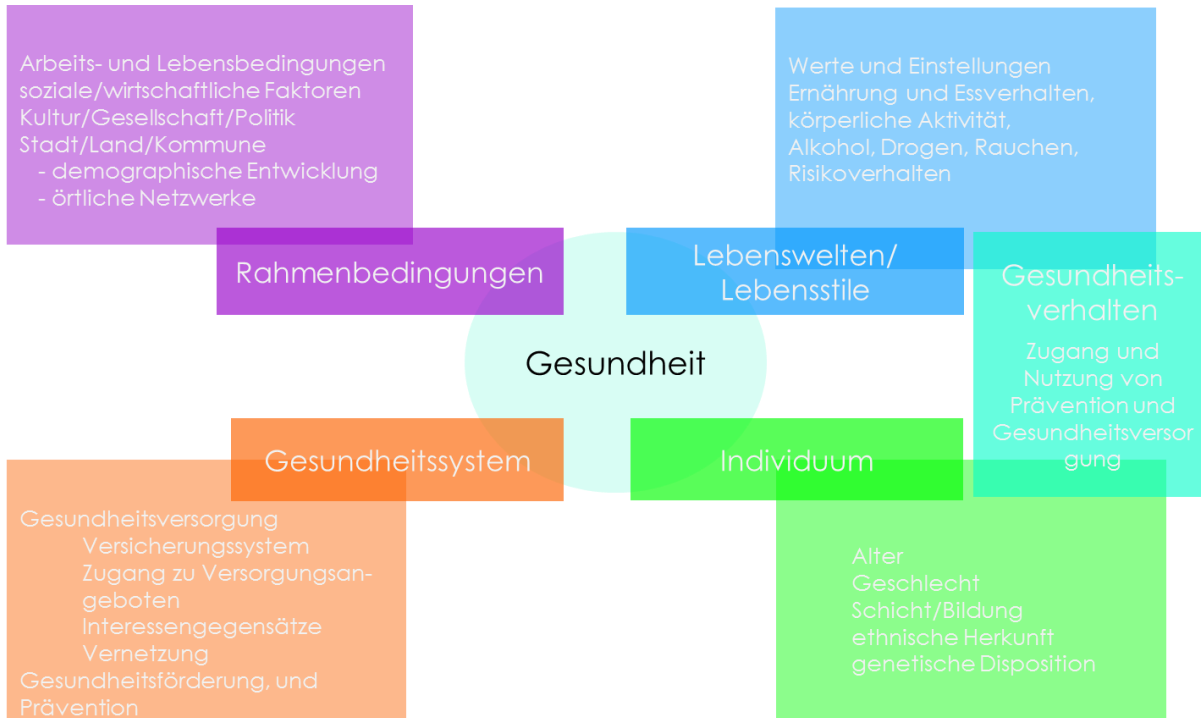 Arbeits- und Lebensbedingungen
soziale/wirtschaftliche Faktoren
Kultur/Gesellschaft/Politik
Stadt/Land/Kommune
- demographische Entwicklung
- örtliche Netzwerke
Rahmenbedingungen
Werte und Einstellungen
Ernährung und Essverhalten,
körperliche Aktivität,
Alkohol, Drogen, Rauchen,
Risikoverhalten
Lebenswelten/
Lebensstile
Gesundheits-
verhalten
Zugang und
Nutzung von
Prävention und
Gesundheitsversor
gung
Gesundheit
Gesundheitssystem
Gesundheitsversorgung
Versicherungssystem
Zugang zu Versorgungsan-
geboten
Interessengegensätze
Vernetzung
Gesundheitsförderung, und
Prävention
Individuum
Alter
Geschlecht
Schicht/Bildung
ethnische Herkunft
genetische Disposition